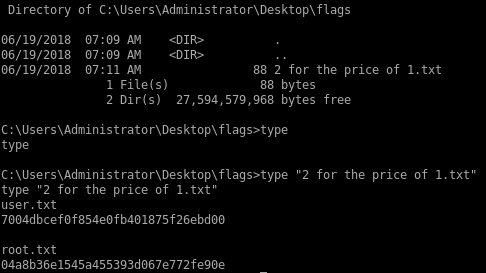 Directory of C:\Users\Administrator\Desktop\flags
06/19/2018  07:09 AM    <DIR>          .
06/19/2018  07:09 AM    <DIR>          ..
06/19/2018  07:11 AM                88 2 for the price of 1.txt
               1 File(s)             88 bytes
               2 Dir(s)  27,594,579,968 bytes free
C:\Users\Administrator\Desktop\flags>type
type
C:\Users\Administrator\Desktop\flags>type "2 for the price of 1.txt"
type "2 for the price of 1.txt"
user.txt
7004dbcef0f854e0fb401875f26ebd00
root.txt
04a8b36e1545a455393d067e772fe90e